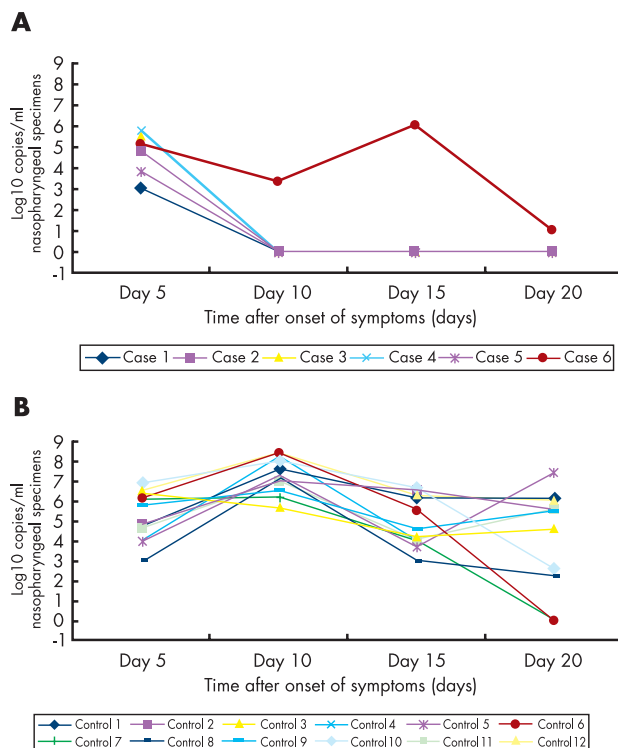 A
Log10 copies/ml
nasopharyngeal specimens
9
8
7
6
5
4
3
2
1
0
-1
Day 5 Day 10 Day 15 Day 20
Time after onset of symptoms (days)
Case 1 Case 2 Case 3 Case 4 Case 5 Case 6
B
Log10 copies/ml
nasopharyngeal specimens
9
8
7
6
5
4
3
2
1
0
-1
Day 5 Day 10 Day 15 Day 20
Time after onset of symptoms (days)
Control 1 Control 2 Control 3 Control 4 Control 5 Control 6
Control 7 Control 8 Control 9 Control 10 Control 11 Control 12